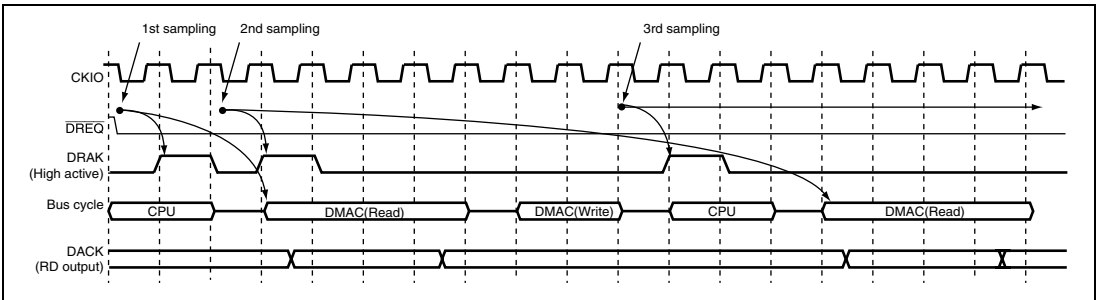 1st sampling
2nd sampling
3rd sampling
CKIO
DREQ
DRAK
(High active)
Bus cycle
CPU
DMAC(Read)
DMAC(Write)
CPU
DMAC(Read)
DACK
(RD output)